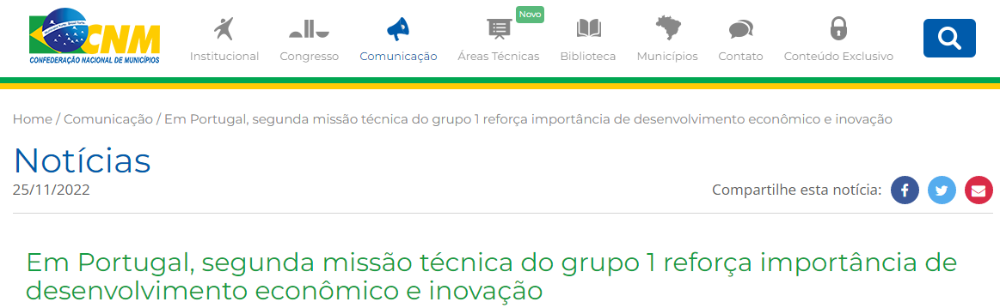 CNM
CONFEDERAÇÃO NACIONAL DE MUNICÍPIOS
Novo
Institucional
Congresso
Comunicação
Áreas Técnicas
Biblioteca
Municípios
Contato
Conteúdo Exclusivo
Home / Comunicação / Em Portugal, segunda missão técnica do grupo 1 reforça importância de desenvolvimento econômico e inovação
Notícias
25/11/2022
Compartilhe esta notícia:
Em Portugal, segunda missão técnica do grupo 1 reforça importância de
desenvolvimento econômico e inovação